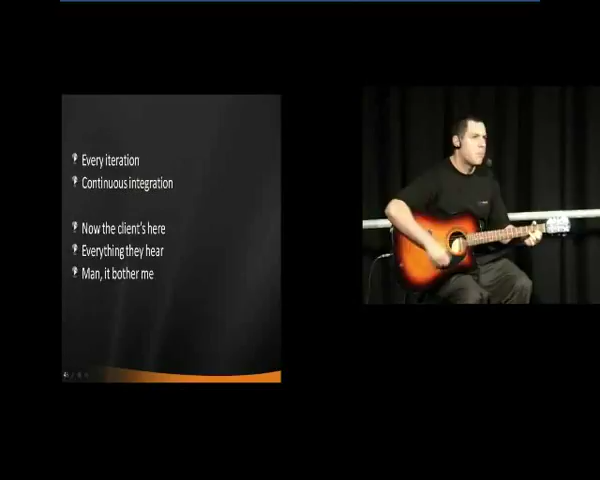 Every iteration
Continuous integration
Now the client's here
Everything they hear
Man, it bother me